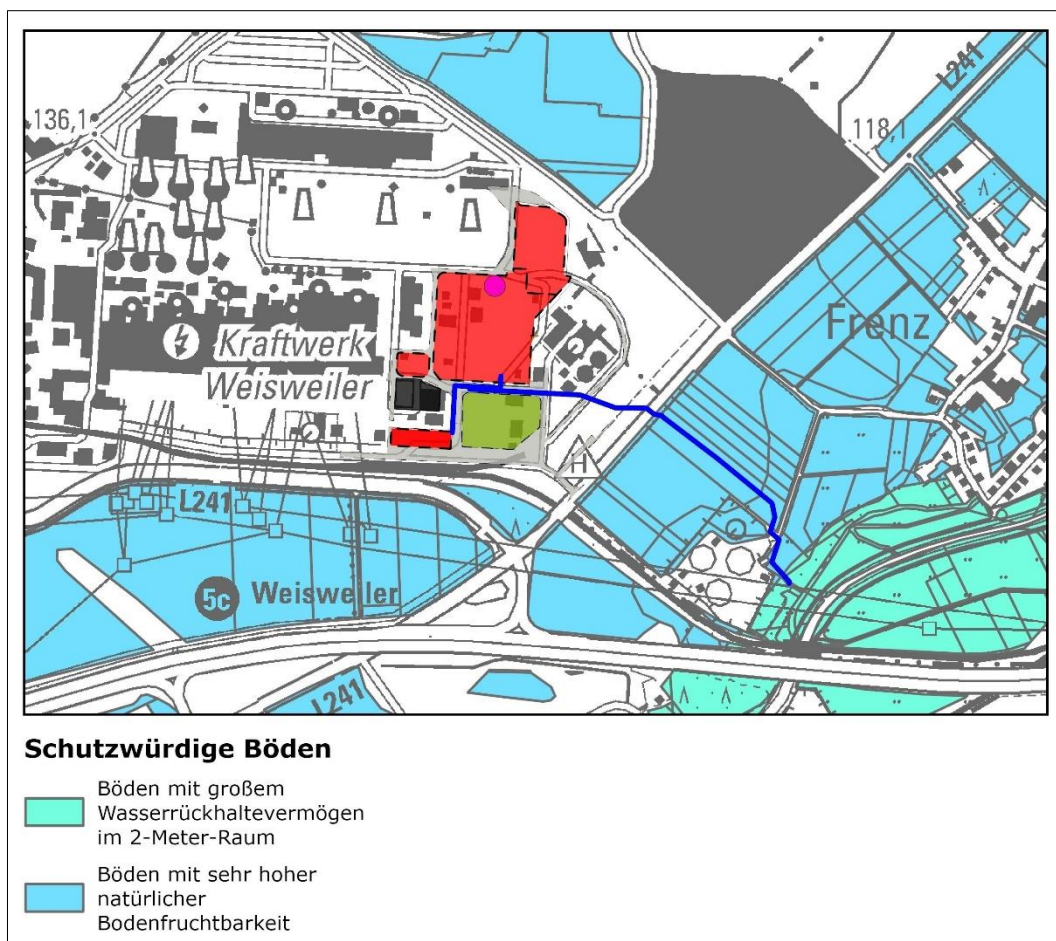 L241
136,1
118,1
Frenz
Kraftwerk
Weisweiler
H
L241
5c Weisweiler
L241
Schutzwürdige Böden
Böden mit großem
Wasserrückhaltevermögen
im 2-Meter-Raum
Böden mit sehr hoher
natürlicher
Bodenfruchtbarkeit